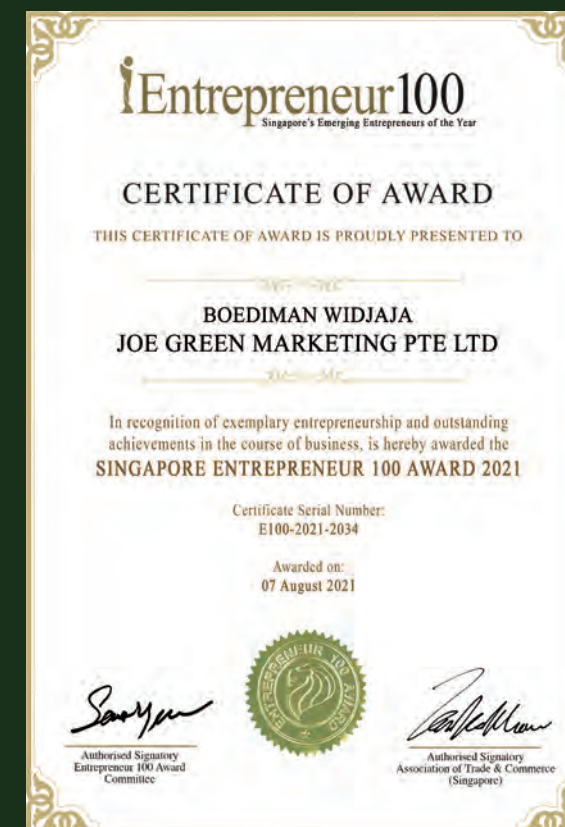 iEntrepreneur100
Singapore's Emerging Entrepreneurs of the Year
CERTIFICATE OF AWARD
THIS CERTIFICATE OF AWARD IS PROUDLY PRESENTED TO
BOEDIMAN WIDJAJA
JOE GREEN MARKETING PTE LTD
In recognition of exemplary entrepreneurship and outstanding
achievements in the course of business, is hereby awarded the
SINGAPORE ENTREPRENEUR 100 AWARD 2021
Certificate Serial Number:
E100-2021-2034
Awarded on:
07 August 2021
ENTREPRENEUR 100 AWARD
Authorised Signatory
Entrepreneur 100 Award
Committee
Authorised Signatory
Association of Trade & Commerce
(Singapore)